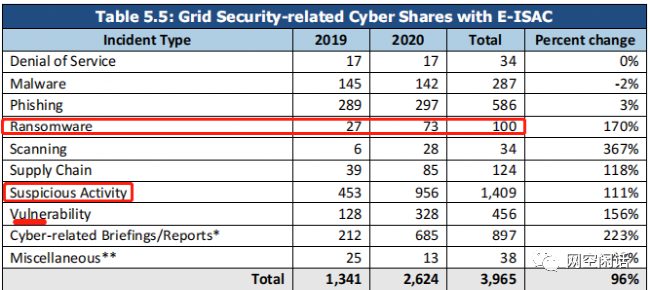 Table 5.5: Grid Security-related Cyber Shares with E-ISAC
Incident Type 2019 2020 Total Percent change
Denial of Service 17 17 34 0%
Malware 145 142 287 -2%
Phishing 289 297 586 3%
Ransomware 27 73 100 170%
Scanning 6 28 34 367%
Supply Chain 39 85 124 118%
Suspicious Activity 453 956 1,409 111%
Vulnerability 128 328 456 156%
Cyber-related Briefings/Reports* 212 685 897 223%
Miscellaneous** 25 13 38
网空闲话
Total 1,341 2,624 3,965 96%